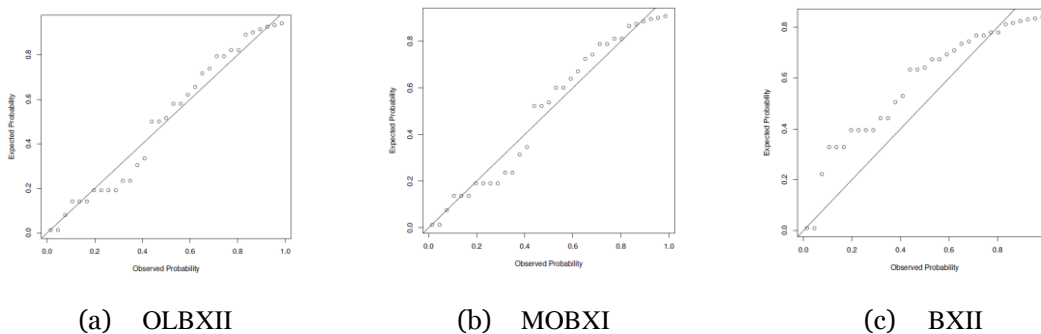 0.8
0.6
0.4
0.2
0.0
Expected Probability
0.0 0.2 0.4 0.6 0.8 1.0
Observed Probability
(a) OLBXII
0.8
0.6
0.4
0.2
0.0
Expected Probability
0.0 0.2 0.4 0.6 0.8 1.0
Observed Probability
(b) MOBXI
0.8
0.6
0.4
0.2
0.0
Expected Probability
0.0 0.2 0.4 0.6 0.8
Observed Probability
(c) BXII